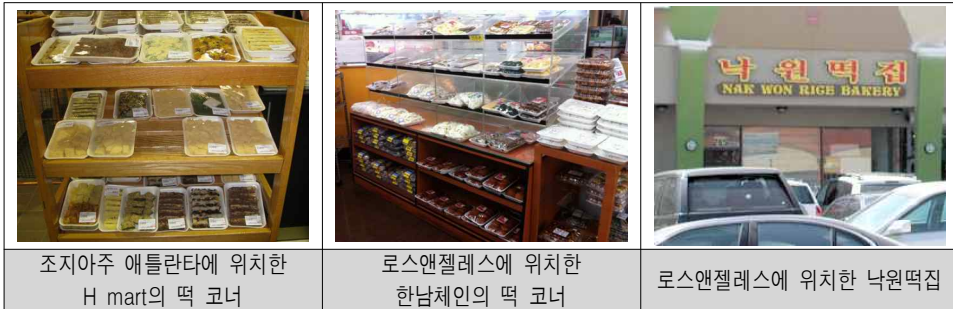 낙원떡집
NAK WON RICE BAKERY
조지아주 애틀란타에 위치한
H mart의 떡 코너
로스앤젤레스에 위치한
한남체인의 떡 코너
로스앤젤레스에 위치한 낙원떡집